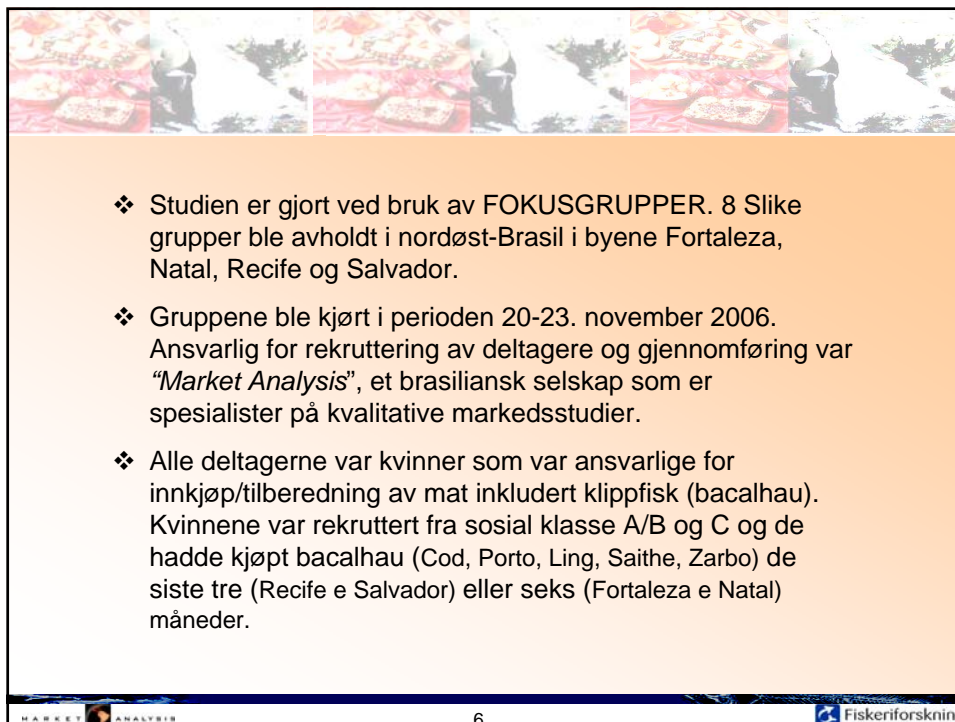 ❖ Studien er gjort ved bruk av FOKUSGRUPPER. 8 Slike
grupper ble avholdt i nordøst-Brasil i byene Fortaleza,
Natal, Recife og Salvador.
❖ Gruppene ble kjørt i perioden 20-23. november 2006.
Ansvarlig for rekruttering av deltagere og gjennomføring var
“Market Analysis”, et brasiliansk selskap som er
spesialister på kvalitative markedsstudier.
❖ Alle deltagerne var kvinner som var ansvarlige for
innkjøp/tilberedning av mat inkludert klippfisk (bacalhau).
Kvinnene var rekruttert fra sosial klasse A/B og C og de
hadde kjøpt bacalhau (Cod, Porto, Ling, Saithe, Zarbo) de
siste tre (Recife e Salvador) eller seks (Fortaleza e Natal)
måneder.
MARKET ANALYSIS
6
Fiskeriforsknin